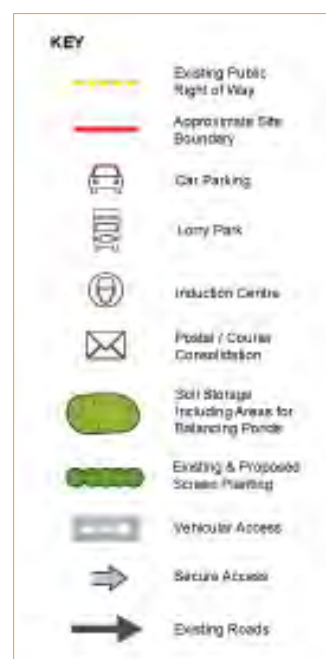 KEY
Existing Public
Right of Way
Approximate Site
Boundary
Car Parking
Lorry Park
Induction Centre
Postal / Courier
Consolidation
Soil Storage
Including Areas for
Balancing Ponds
Existing & Proposed
Screen Planting
Vehicular Access
Secure Access
Existing Roads